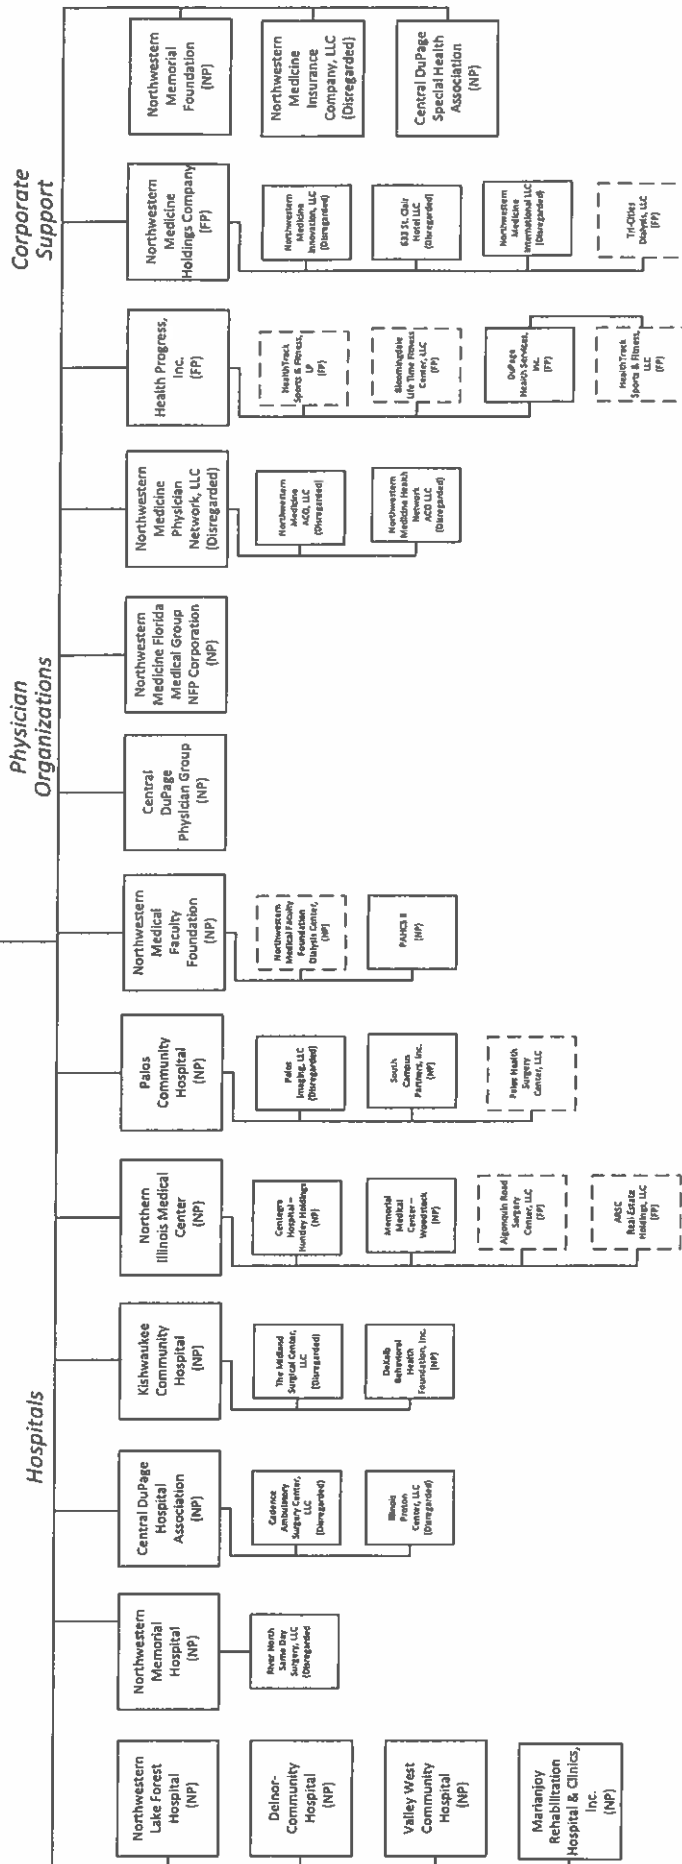 Hospitals
Physician
Organizations
Corporate
Support
Northwestern
Lake Forest
Hospital
(NP)
Delnor-
Community
Hospital
(NP)
Valley West
Community
Hospital
(NP)
Marianjoy
Rehabilitation
Hospital & Clinics,
Inc.
(NP)
Northwestern
Memorial
Hospital
(NP)
River North
Same Day
Surgery, LLC
(Disregarded
Central DuPage
Hospital
Association
(NP)
Cadence
Ambulatory
Surgery Center,
LLC
(Disregarded)
Illinois
Proton
Center, LLC
(Disregarded)
Kishwaukee
Community
Hospital
(NP)
The Midland
Surgical Center,
LLC
(Disregarded)
DeKalb
Behavioral
Health
Foundation, Inc.
(NP)
Northern
Illinois Medical
Center
(NP)
Centegra
Hospital –
Huntley Holdings
(NP)
Memorial
Medical
Center –
Woodstock
(NP)
Algonquin Road
Surgery
Center, LLC
(FP)
ARSC
Real Estate
Holdings, LLC
(FP)
Palos
Community
Hospital
(NP)
Palos
Imaging, LLC
(Disregarded)
South
Campus
Partners, Inc.
(NP)
Palos Health
Surgery
Center, LLC
Northwestern
Medical
Faculty
Foundation
(NP)
Northwestern
Medical Faculty
Foundation
Dialysis Center,
(NP)
PAHCS II
(NP)
Central
DuPage
Physician Group
(NP)
Northwestern
Medicine Florida
Medical Group
NFP Corporation
(NP)
Northwestern
Medicine
Physician
Network, LLC
(Disregarded)
Northwestern
Medicine
ACO, LLC
(Disregarded)
Northwestern
Medicine Health
Network
ACO LLC
(Disregarded)
Health Progress,
Inc.
(FP)
HealthTrack
Sports & Fitness,
LP
(FP)
Bloomingdale
Life Time Fitness
Center, LLC
(FP)
DuPage
Health Services,
Inc.
(FP)
HealthTrack
Sports & Fitness,
LLC
(FP)
Northwestern
Medicine
Holdings Company
(FP)
Northwestern
Medicine
Innovation, LLC
(Disregarded)
633 St. Clair
Hotel LLC
(Disregarded)
Northwestern
Medicine
International LLC
(Disregarded)
Tri-Cities
Dialysis, LLC
(FP)
Northwestern
Memorial
Foundation
(NP)
Northwestern
Medicine
Insurance
Company, LLC
(Disregarded)
Central DuPage
Special Health
Association
(NP)